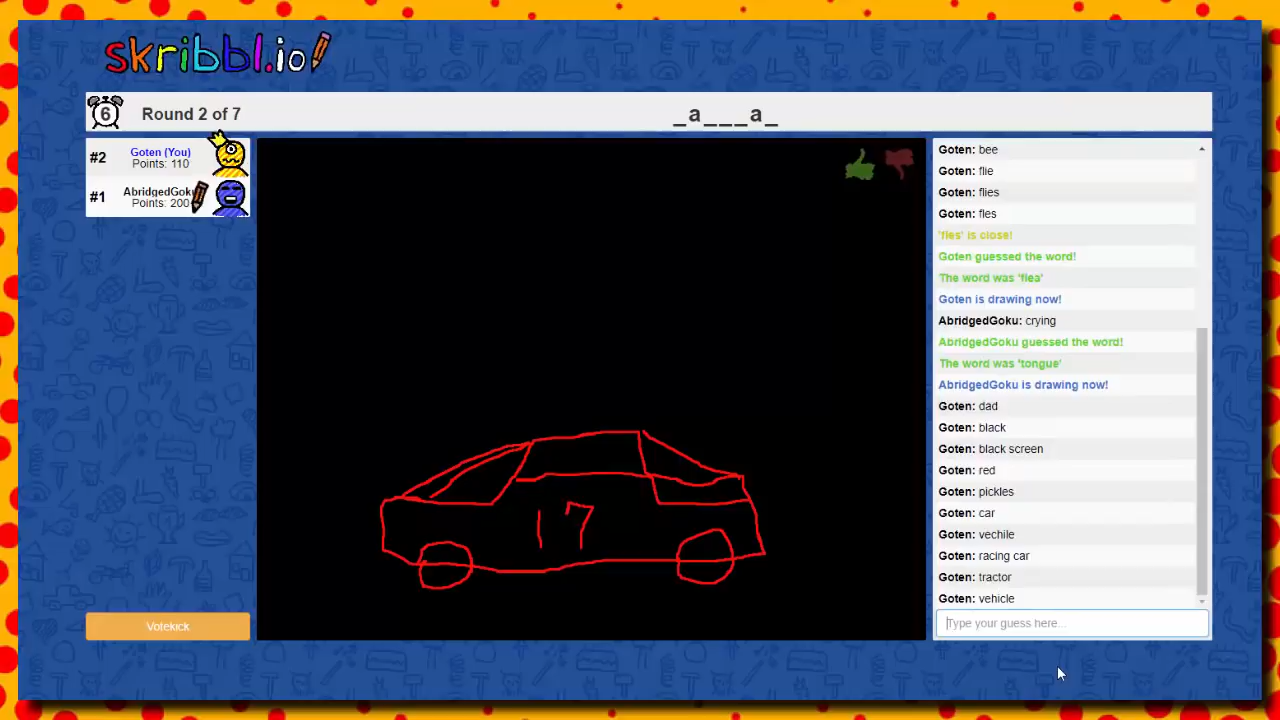 skribbl.io
6
Round 2 of 7
_a___a_
#2
Goten (You)
Points: 110
#1
AbridgedGoku
Points: 200
17
Goten: bee
Goten: flie
Goten: flies
Goten: fles
'fles' is close!
Goten guessed the word!
The word was 'flea'
Goten is drawing now!
AbridgedGoku: crying
AbridgedGoku guessed the word!
The word was 'tongue'
AbridgedGoku is drawing now!
Goten: dad
Goten: black
Goten: black screen
Goten: red
Goten: pickles
Goten: car
Goten: vechile
Goten: racing car
Goten: tractor
Goten: vehicle
Type your guess here...
Votekick